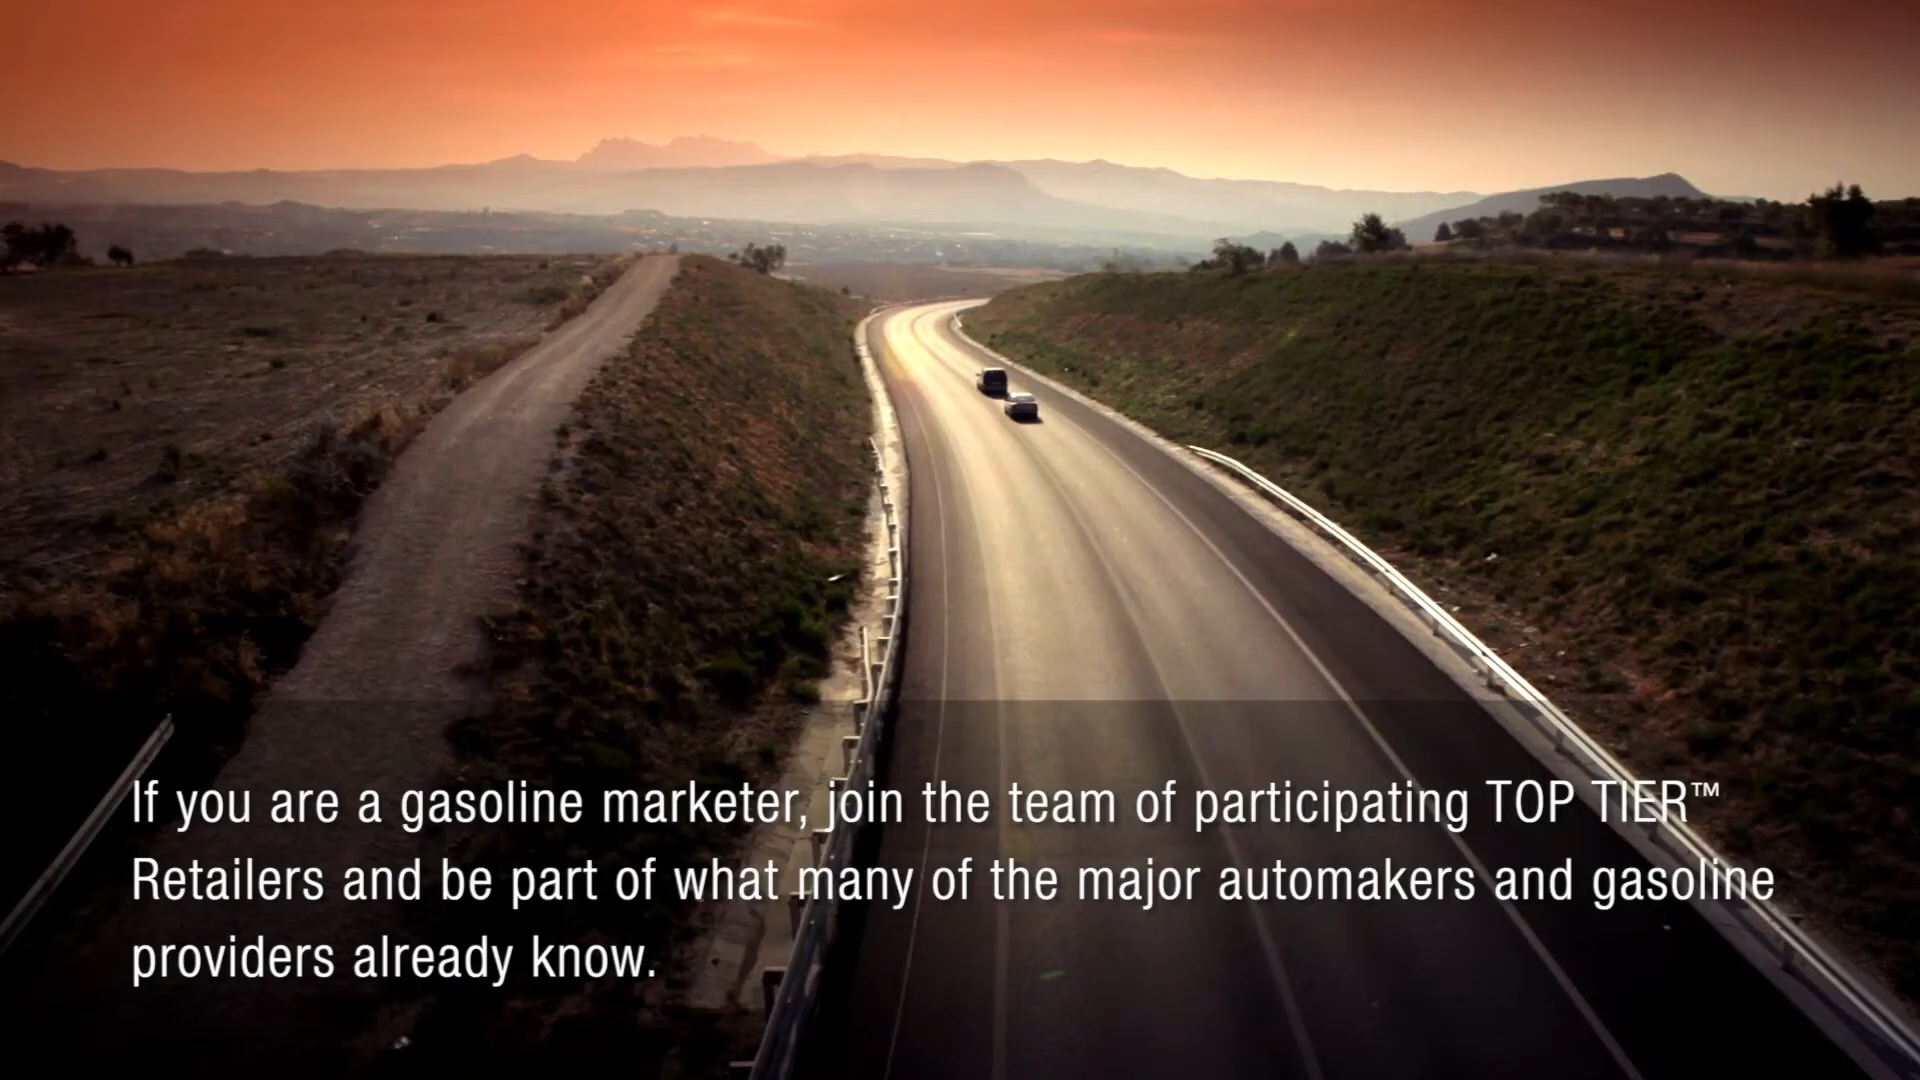 If you are a gasoline marketer, join the team of participating TOP TIER™
Retailers and be part of what many of the major automakers and gasoline
providers already know.